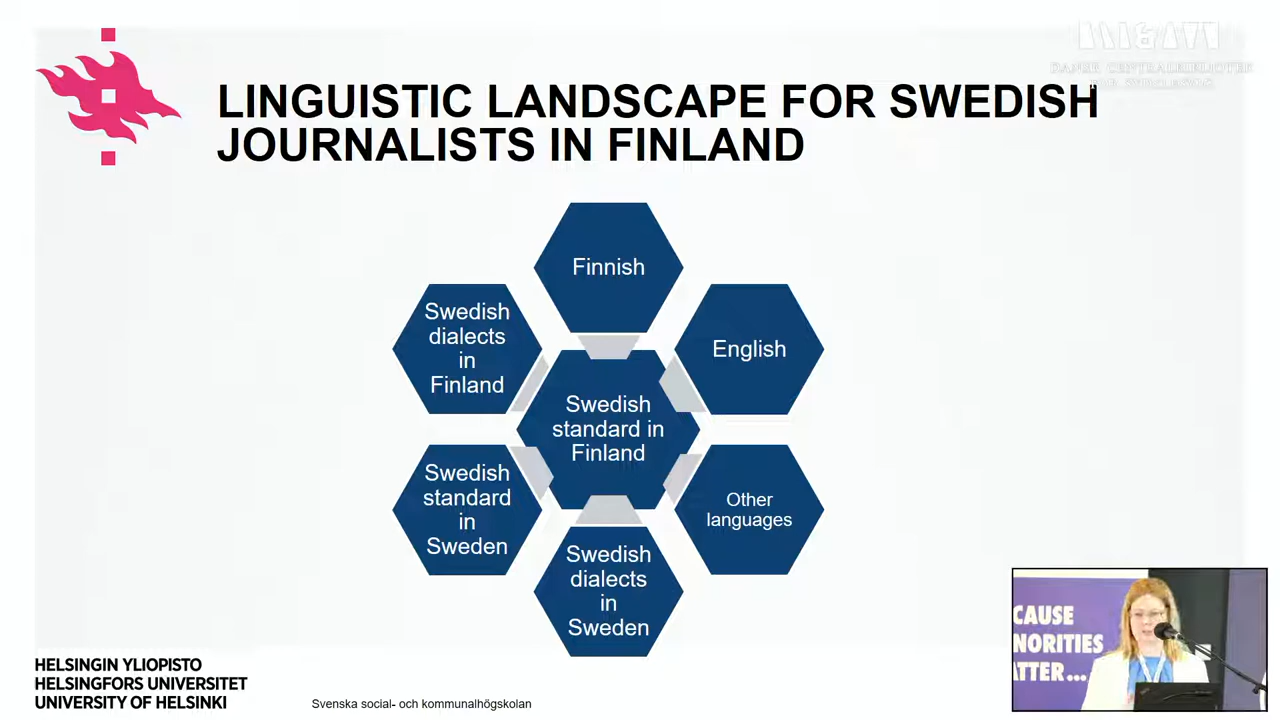 LINGUISTIC LANDSCAPE FOR SWEDISH
JOURNALISTS IN FINLAND
Finnish
Swedish
dialects
in
Finland
English
Swedish
standard in
Finland
Swedish
standard
in
Sweden
Other
languages
Swedish
dialects
in
Sweden
CAUSE
NORITIES
ATTER...
HELSINGIN YLIOPISTO
HELSINGFORS UNIVERSITET
UNIVERSITY OF HELSINKI
Svenska social- och kommunalhögskolan